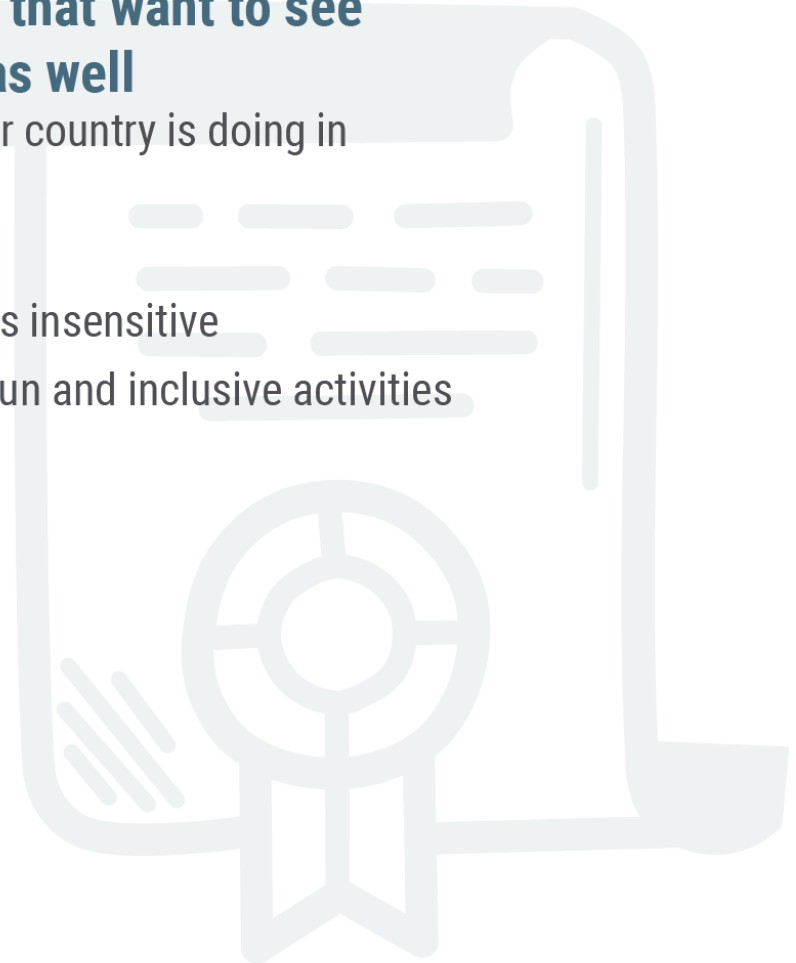 that want to see
as well
r country is doing in
s insensitive
un and inclusive activities